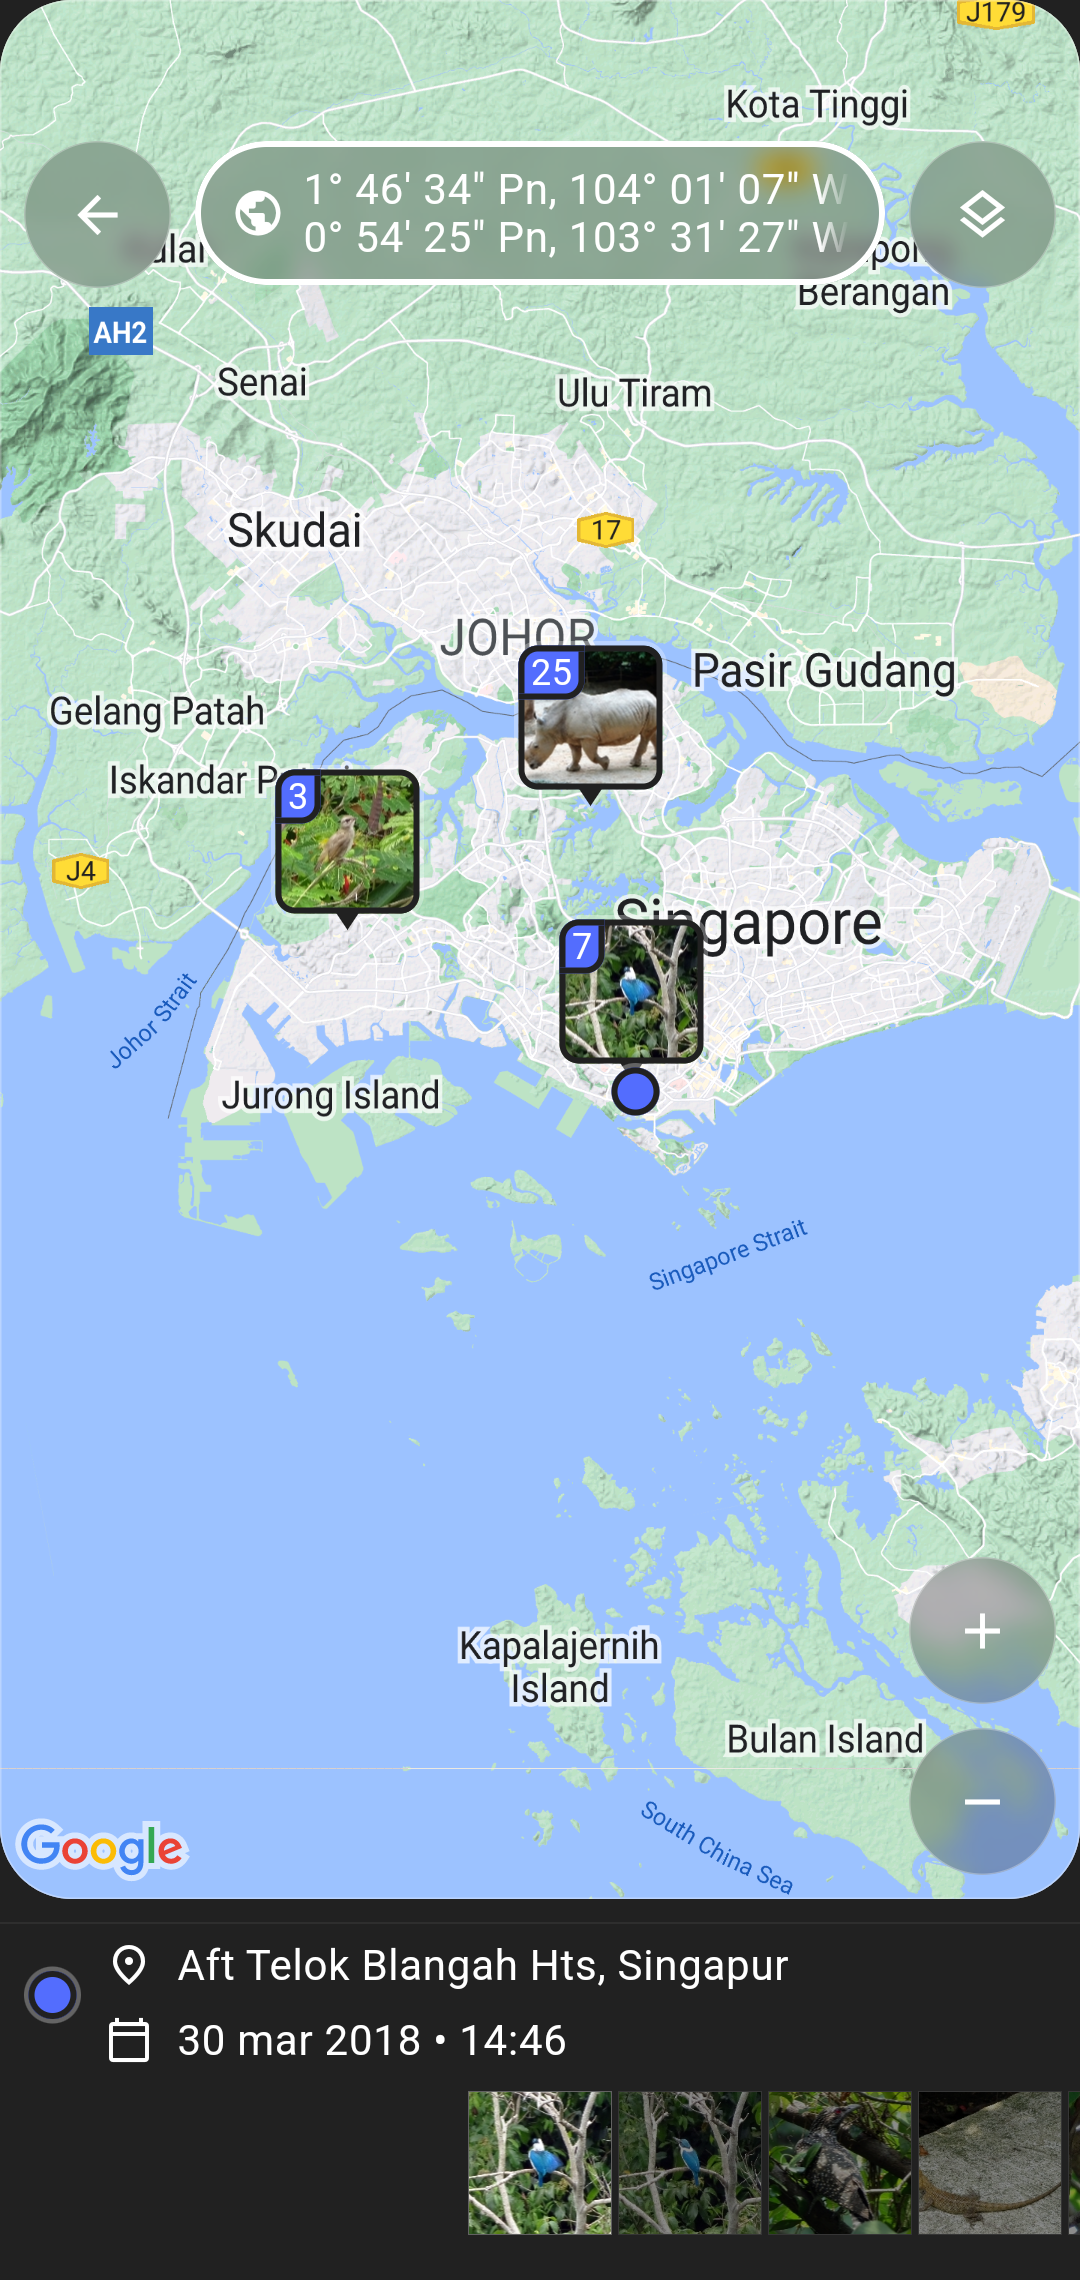 J179
Kota Tinggi
1° 46' 34" Pn, 104° 01' 07" W
0° 54' 25" Pn, 103° 31' 27" W
Berangan
AH2
Senai
Ulu Tiram
Skudai
17
JOHOR
25
Pasir Gudang
Gelang Patah
Iskandar
3
J4
Singapore
7
Johor Strait
Jurong Island
Singapore Strait
Kapalajernih
Island
Bulan Island
South China Sea
Google
Aft Telok Blangah Hts, Singapur
30 mar 2018 • 14:46